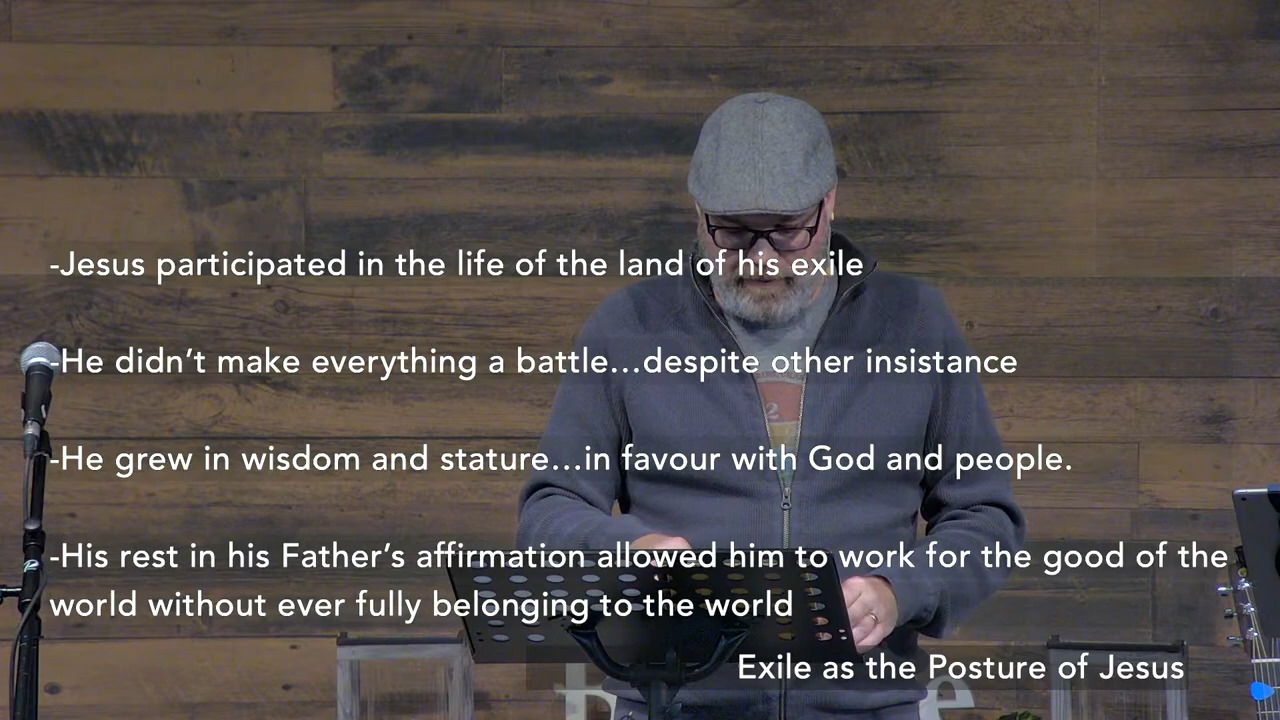 -Jesus participated in the life of the land of his exile
-He didn’t make everything a battle...despite other insistance
-He grew in wisdom and stature...in favour with God and people.
-His rest in his Father’s affirmation allowed him to work for the good of the
world without ever fully belonging to the world
Exile as the Posture of Jesus